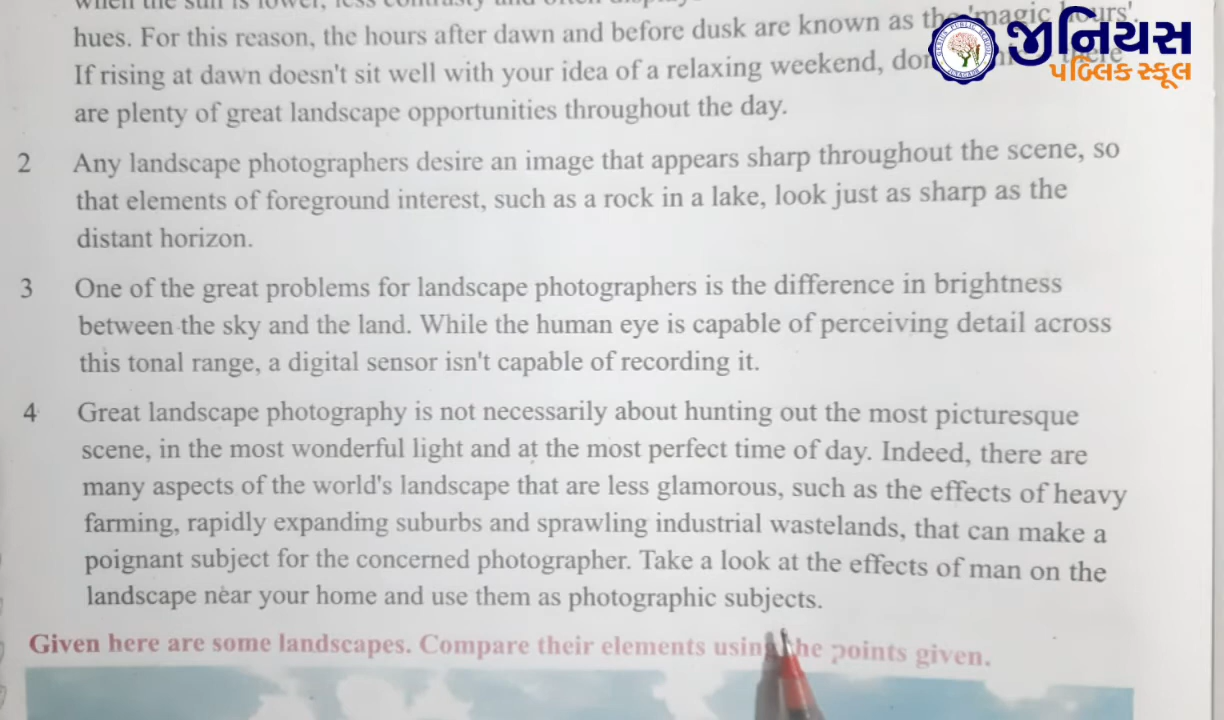 when the sun is lower, less contrasty and often
hues. For this reason, the hours after dawn and before dusk are known as the 'magic hours'.
If rising at dawn doesn't sit well with your idea of a relaxing weekend, there
are plenty of great landscape opportunities throughout the day.
2 Any landscape photographers desire an image that appears sharp throughout the scene, so
that elements of foreground interest, such as a rock in a lake, look just as sharp as the
distant horizon.
3 One of the great problems for landscape photographers is the difference in brightness
between the sky and the land. While the human eye is capable of perceiving detail across
this tonal range, a digital sensor isn't capable of recording it.
4 Great landscape photography is not necessarily about hunting out the most picturesque
scene, in the most wonderful light and at the most perfect time of day. Indeed, there are
many aspects of the world's landscape that are less glamorous, such as the effects of heavy
farming, rapidly expanding suburbs and sprawling industrial wastelands, that can make a
poignant subject for the concerned photographer. Take a look at the effects of man on the
landscape near your home and use them as photographic subjects.
Given here are some landscapes. Compare their elements using the points given.
જીનિયસ
પબ્લિક સ્કૂલ